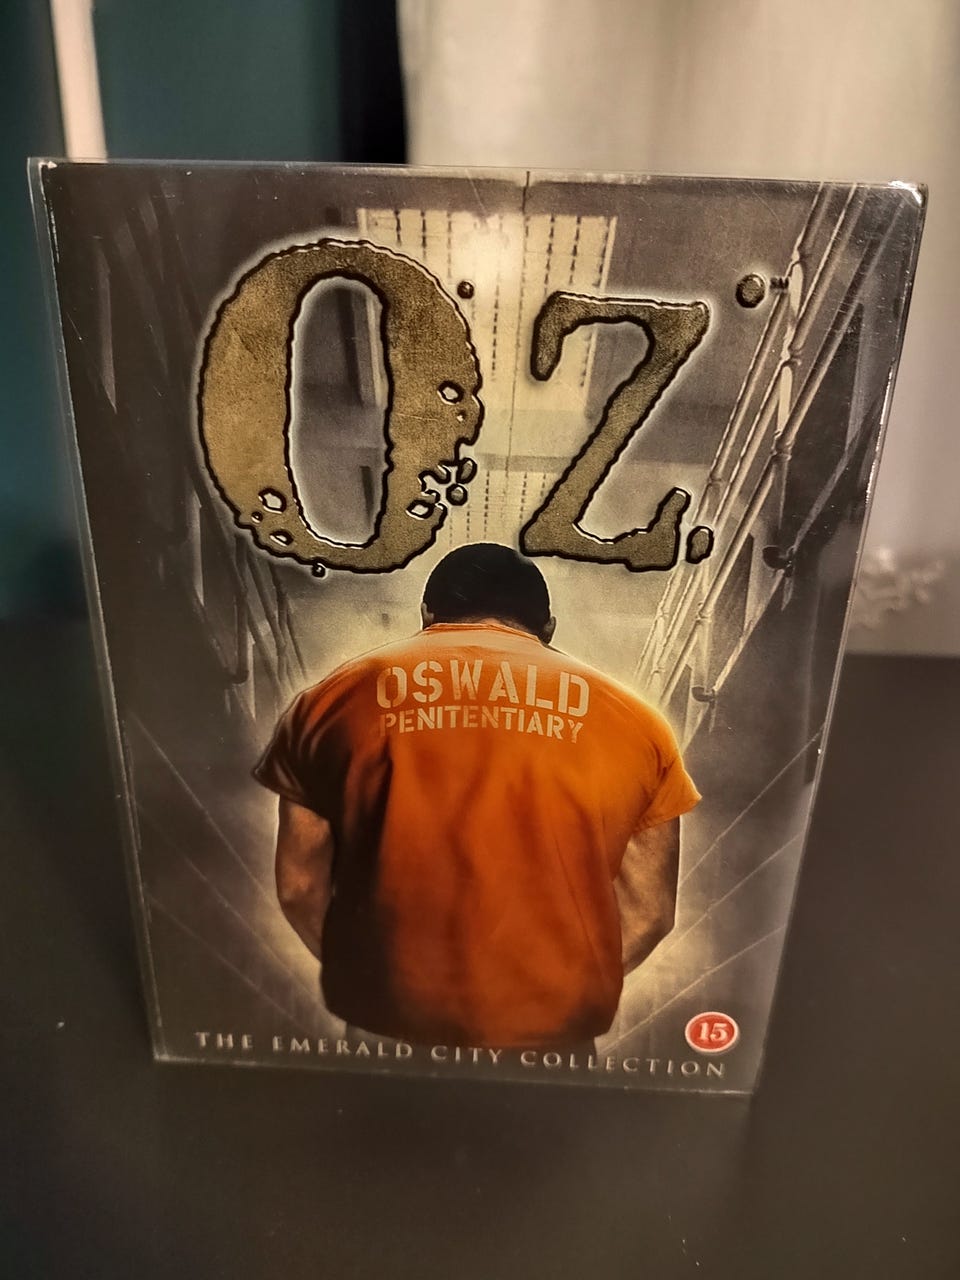 OZ.
OSWALD
PENITENTIARY
15
THE EMERALD CITY COLLECTION